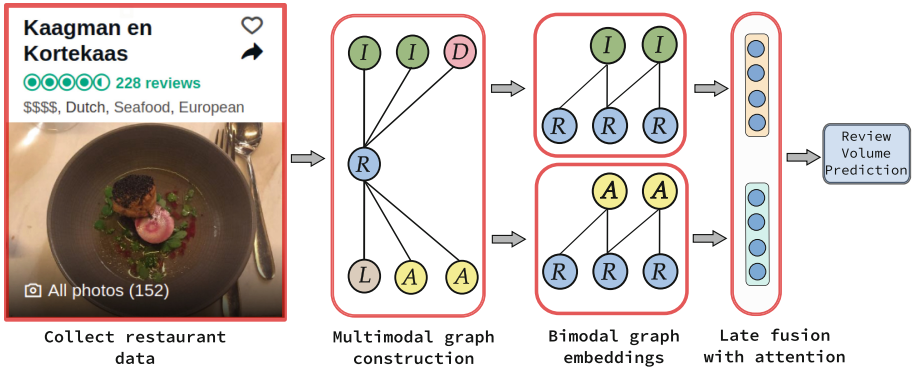 Kaagman en
Kortekaas
228 reviews
$$$$, Dutch, Seafood, European
All photos (152)
Collect restaurant
data
I I D
R
L A A
Multimodal graph
construction
I I
R R R
A A
R R R
Bimodal graph
embeddings
Late fusion
with attention
Review
Volume
Prediction